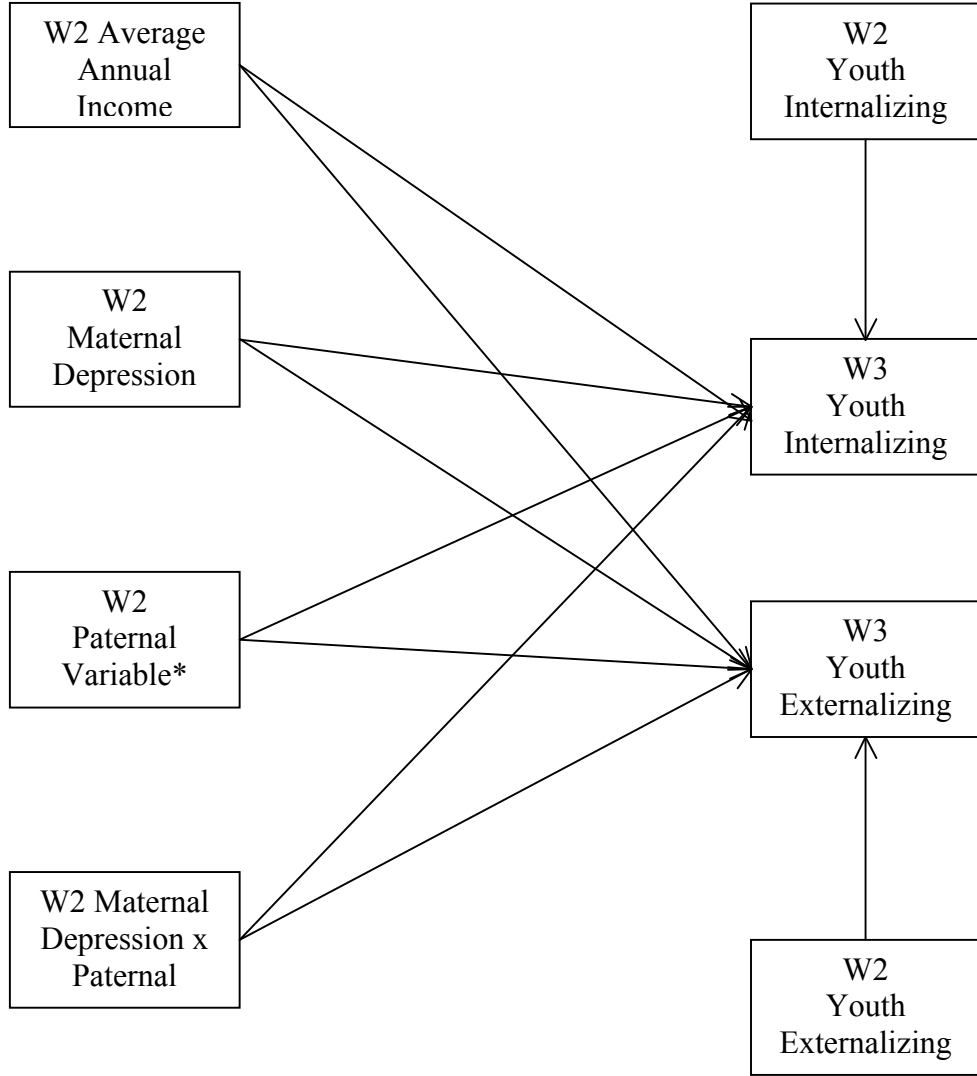 W2 Average
Annual
Income
W2
Maternal
Depression
W2
Paternal
Variable*
W2 Maternal
Depression x
Paternal
W2
Youth
Internalizing
W3
Youth
Internalizing
W3
Youth
Externalizing
W2
Youth
Externalizing